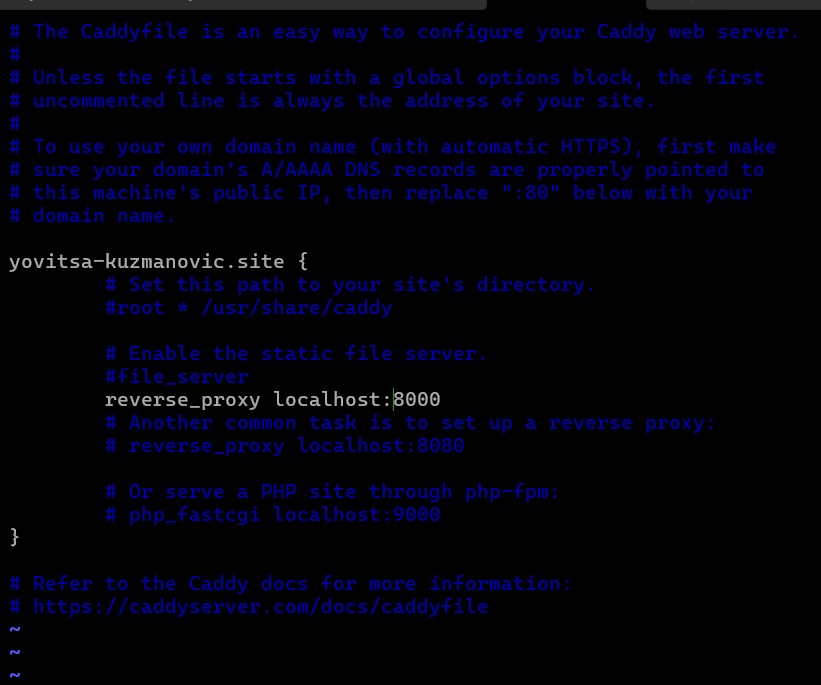 # The Caddyfile is an easy way to configure your Caddy web server.
#
# Unless the file starts with a global options block, the first
# uncommented line is always the address of your site.
#
# To use your own domain name (with automatic HTTPS), first make
# sure your domain's A/AAAA DNS records are properly pointed to
# this machine's public IP, then replace ":80" below with your
# domain name.

yovitsa-kuzmanovic.site {
        # Set this path to your site's directory.
        #root * /usr/share/caddy

        # Enable the static file server.
        #file_server
        reverse_proxy localhost:8000
        # Another common task is to set up a reverse proxy:
        # reverse_proxy localhost:8080

        # Or serve a PHP site through php-fpm:
        # php_fastcgi localhost:9000
}

# Refer to the Caddy docs for more information:
# https://caddyserver.com/docs/caddyfile
~
~
~